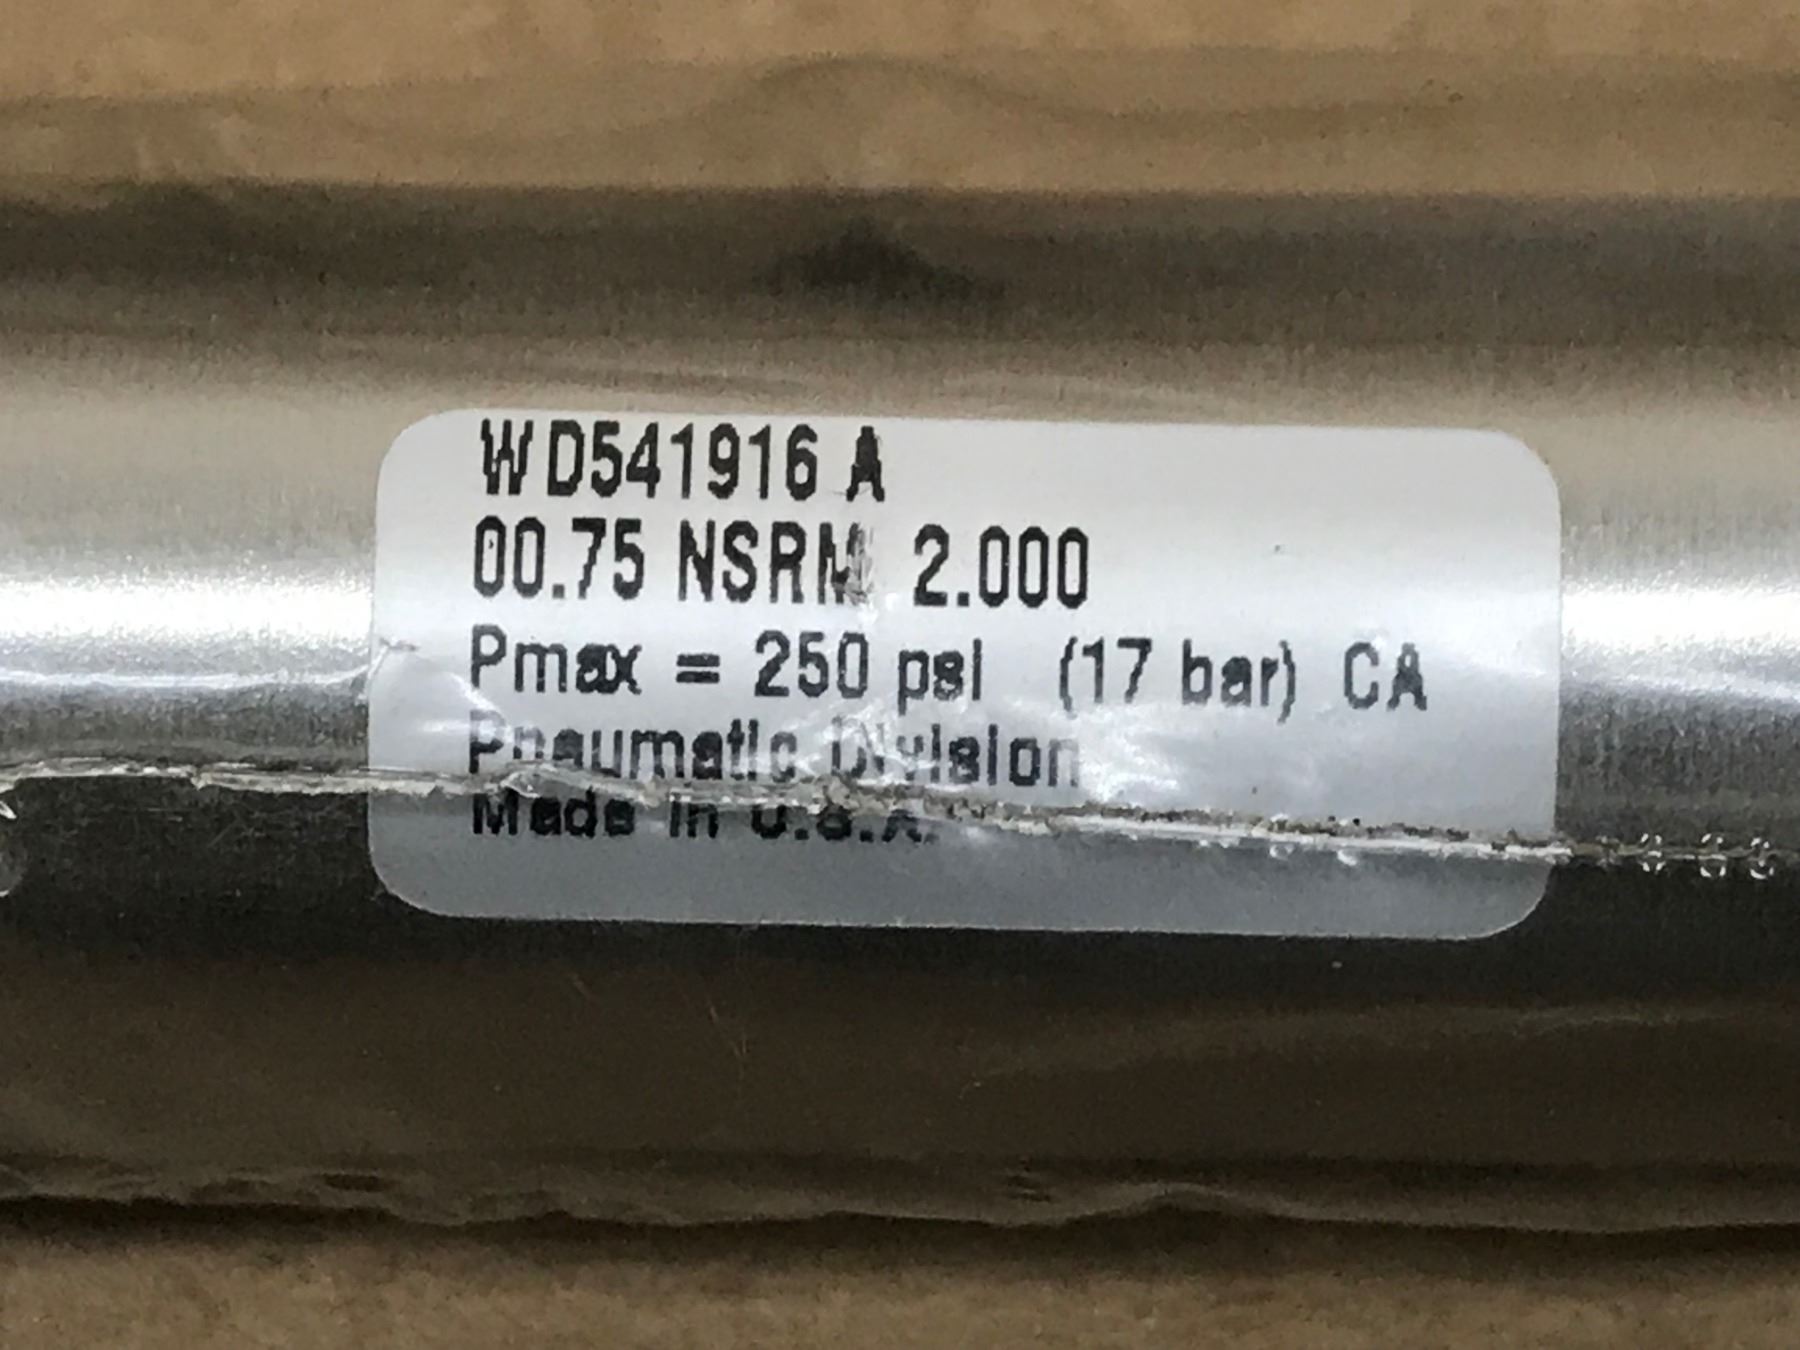 WD541916 A
00.75 NSRM 2.000
Pmax = 250 psi (17 bar) CA
Pneumatic Division
Made in U.S.A.